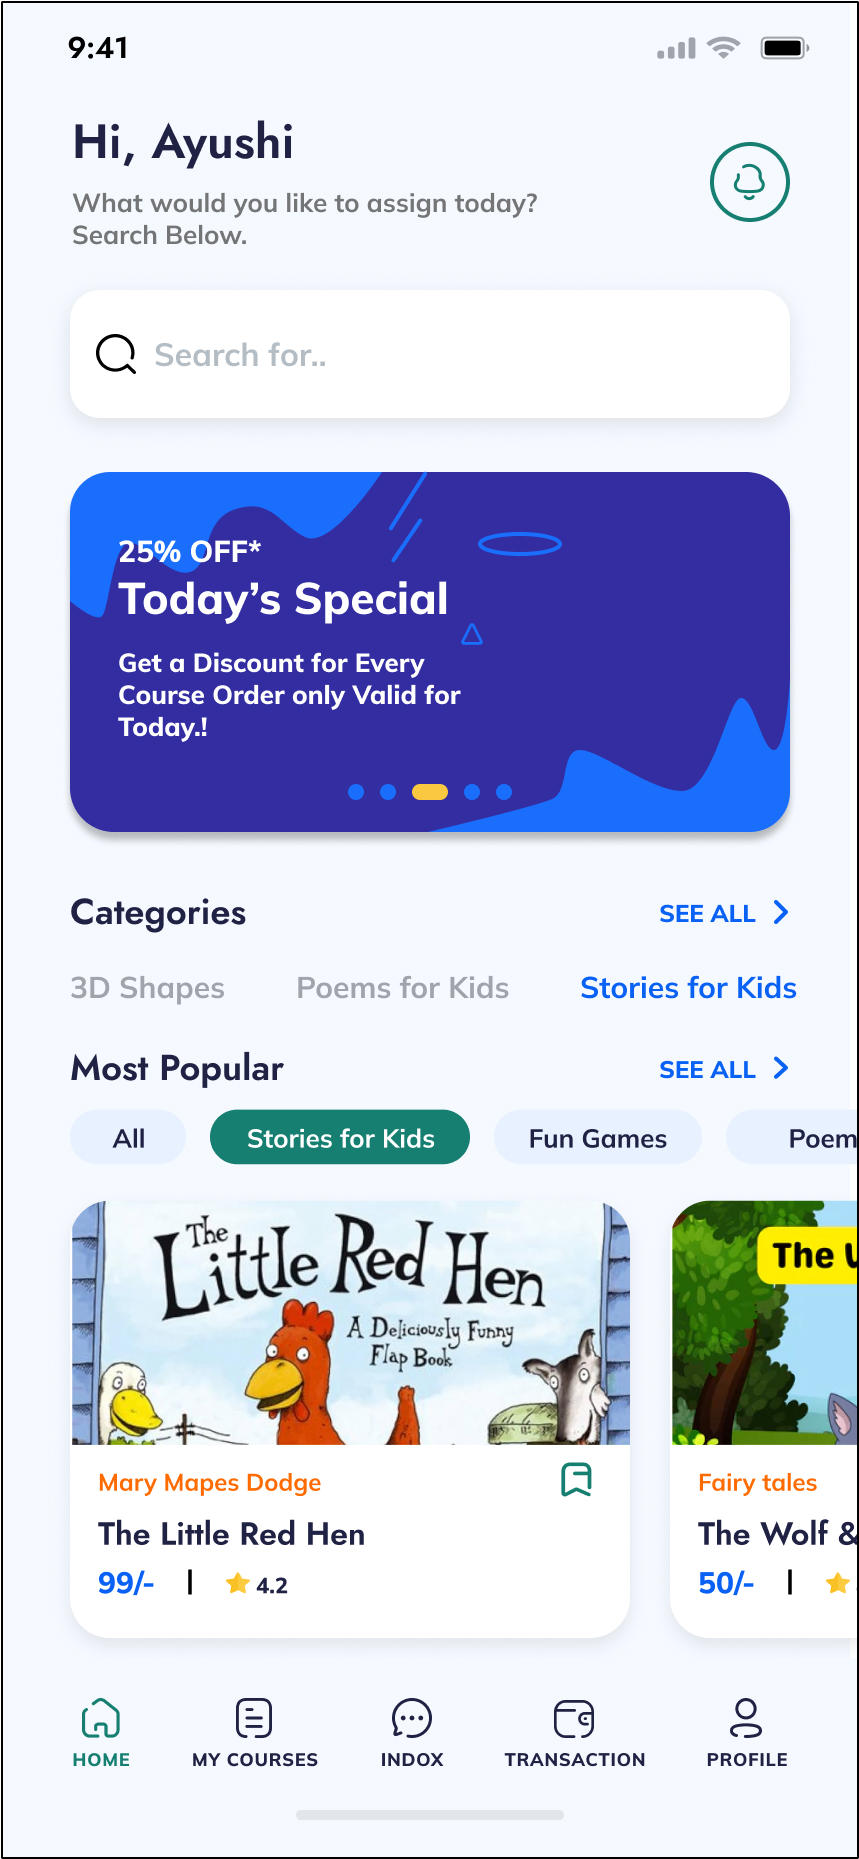 9:41
Hi, Ayushi
What would you like to assign today?
Search Below.
Search for..
25% OFF*
Today's Special
Get a Discount for Every
Course Order only Valid for
Today.!
Categories
SEE ALL
3D Shapes
Poems for Kids
Stories for Kids
Most Popular
SEE ALL
All
Stories for Kids
Fun Games
Poem
The
Little Red Hen
A Deliciously Funny
Flap Book
The
Mary Mapes Dodge
The Little Red Hen
99/-
4.2
Fairy tales
The Wolf &
50/-
HOME
MY COURSES
INDOX
TRANSACTION
PROFILE